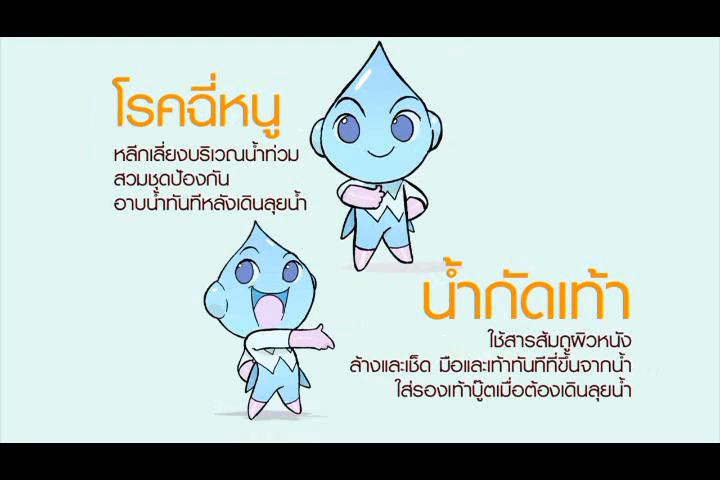 โรคฉี่หนู
หลีกเลี่ยงบริเวณน้ำท่วม
สวมชุดป้องกัน
อาบน้ำทันทีหลังเดินลุยน้ำ
น้ำกัดเท้า
ใช้สารส้มถูผิวหนัง
ล้างและเช็ด มือและเท้าทันทีที่ขึ้นจากน้ำ
ใส่รองเท้าบู๊ตเมื่อต้องเดินลุยน้ำ